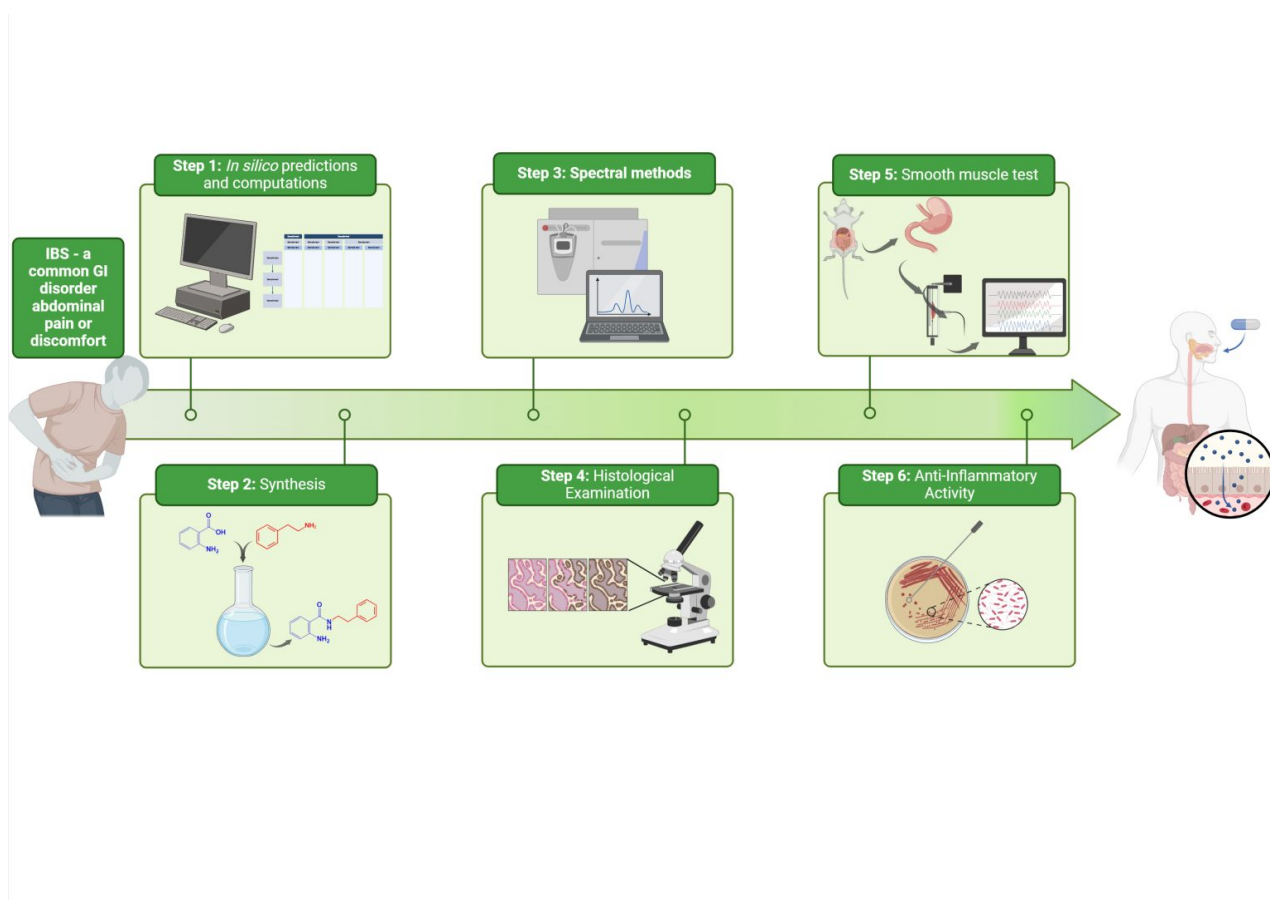 IBS - a
common GI
disorder
abdominal
pain or
discomfort
Step 1: In silico predictions
and computations
Step 2: Synthesis
O
OH
NH₂
NH₂
O
N
H
NH₂
Step 3: Spectral methods
Step 4: Histological
Examination
Step 5: Smooth muscle test
Step 6: Anti-Inflammatory
Activity